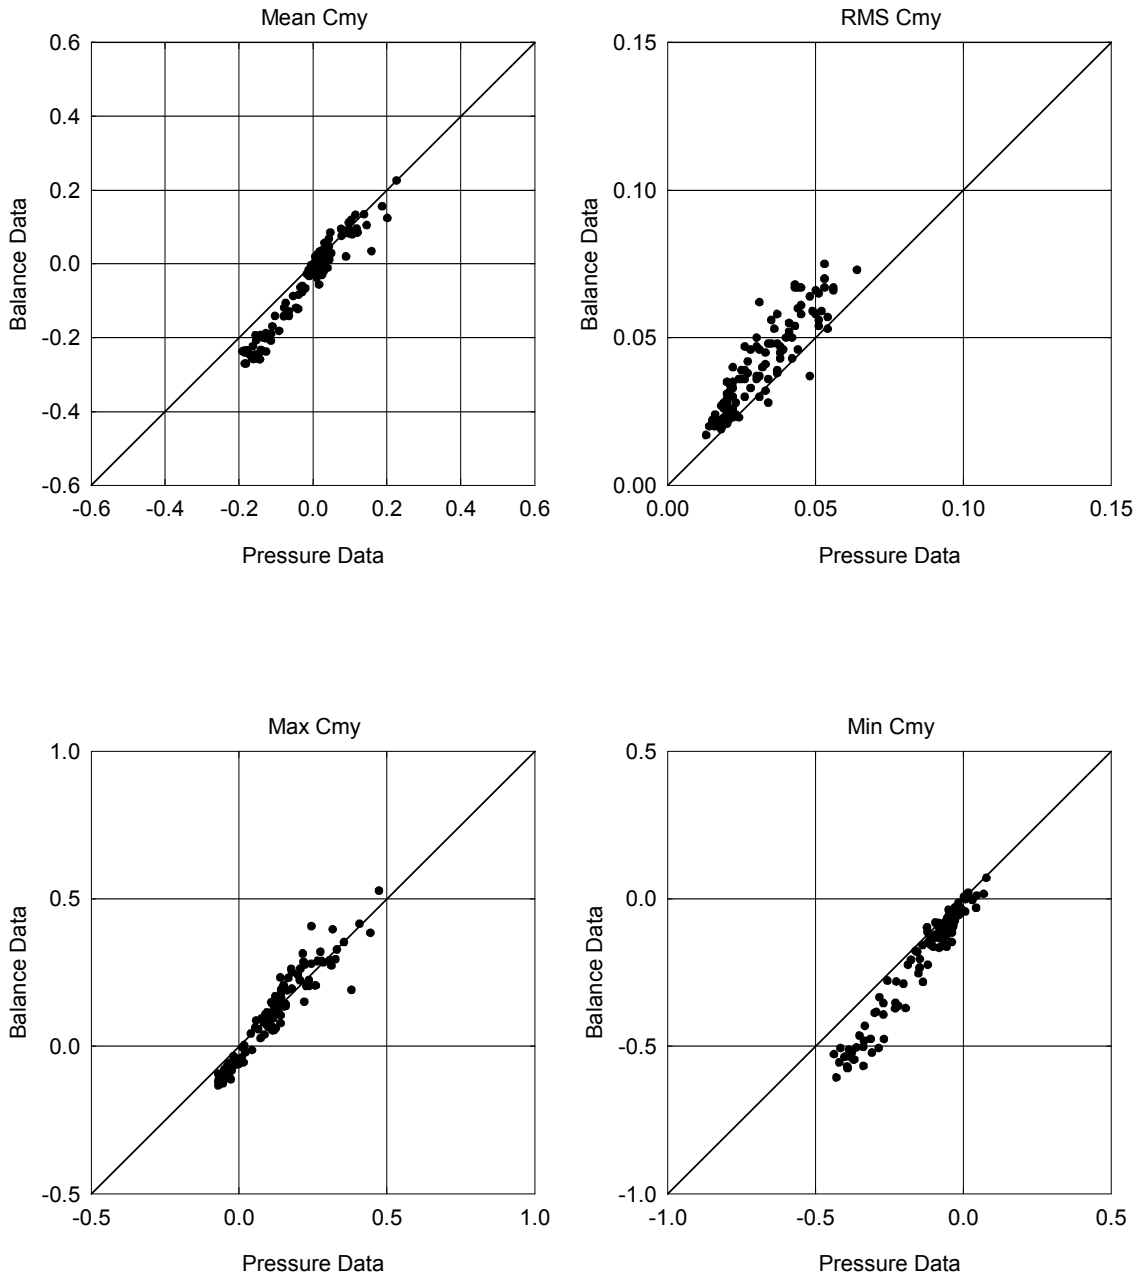 Mean Cmy
0.6
0.4
0.2
0.0
-0.2
-0.4
-0.6
Balance Data
-0.6 -0.4 -0.2 0.0 0.2 0.4 0.6
Pressure Data
RMS Cmy
0.15
0.10
0.05
0.00
Balance Data
0.00 0.05 0.10 0.15
Pressure Data
Max Cmy
1.0
0.5
0.0
-0.5
Balance Data
-0.5 0.0 0.5 1.0
Pressure Data
Min Cmy
0.5
0.0
-0.5
-1.0
Balance Data
-1.0 -0.5 0.0 0.5
Pressure Data